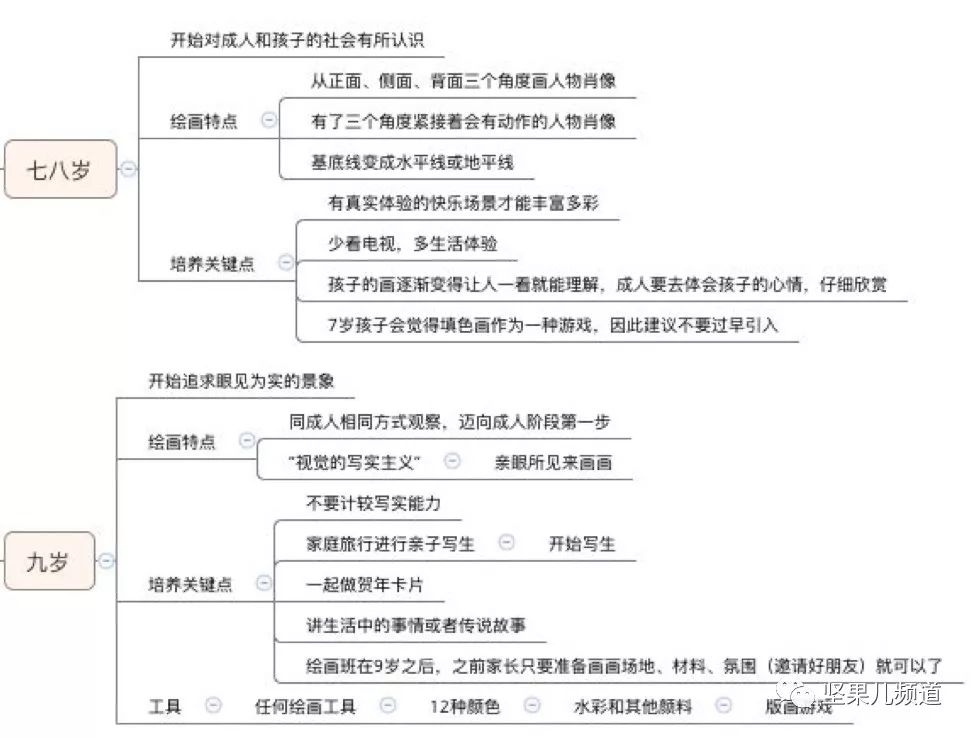 开始对成人和孩子的社会有所认识
从正面、侧面、背面三个角度画人物肖像
绘画特点
有了三个角度紧接着会有动作的人物肖像
基底线变成水平线或地平线
七八岁
有真实体验的快乐场景才能丰富多彩
少看电视，多生活体验
培养关键点
孩子的画逐渐变得让人一看就能理解，成人要去体会孩子的心情，仔细欣赏
7岁孩子会觉得填色画作为一种游戏，因此建议不要过早引入
开始追求眼见为实的景象
同成人相同方式观察，迈向成人阶段第一步
绘画特点
“视觉的写实主义” 亲眼所见来画画
不要计较写实能力
九岁
家庭旅行进行亲子写生 开始写生
培养关键点
一起做贺年卡片
讲生活中的事情或者传说故事
绘画班在9岁之后，之前家长只要准备画画场地、材料、氛围（邀请好朋友）就可以了
工具 任何绘画工具 12种颜色 水彩和其他颜料 版画游戏
坚果儿频道